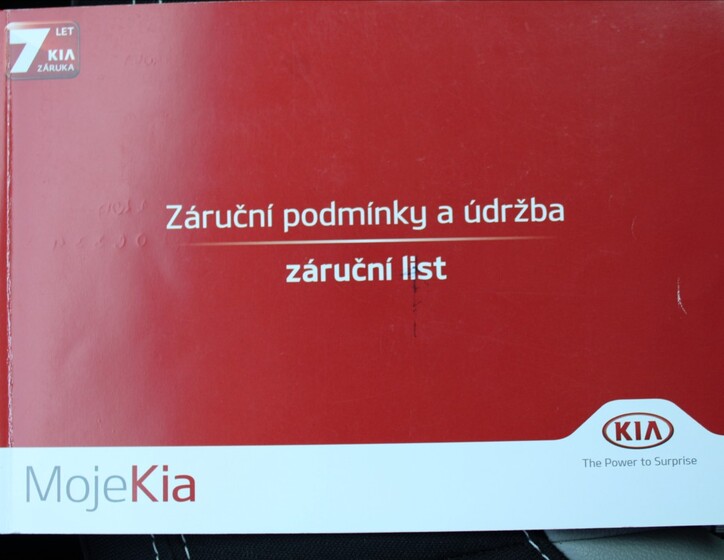 7 LET
KIA
ZÁRUKA
Záruční podmínky a údržba
záruční list
KIA
The Power to Surprise
MojeKia